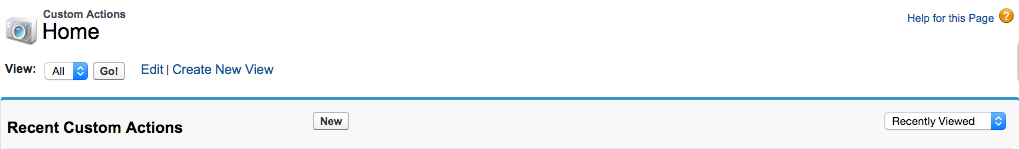 Custom Actions
Home
Help for this Page ?
View: All Go! Edit | Create New View
Recent Custom Actions New Recently Viewed